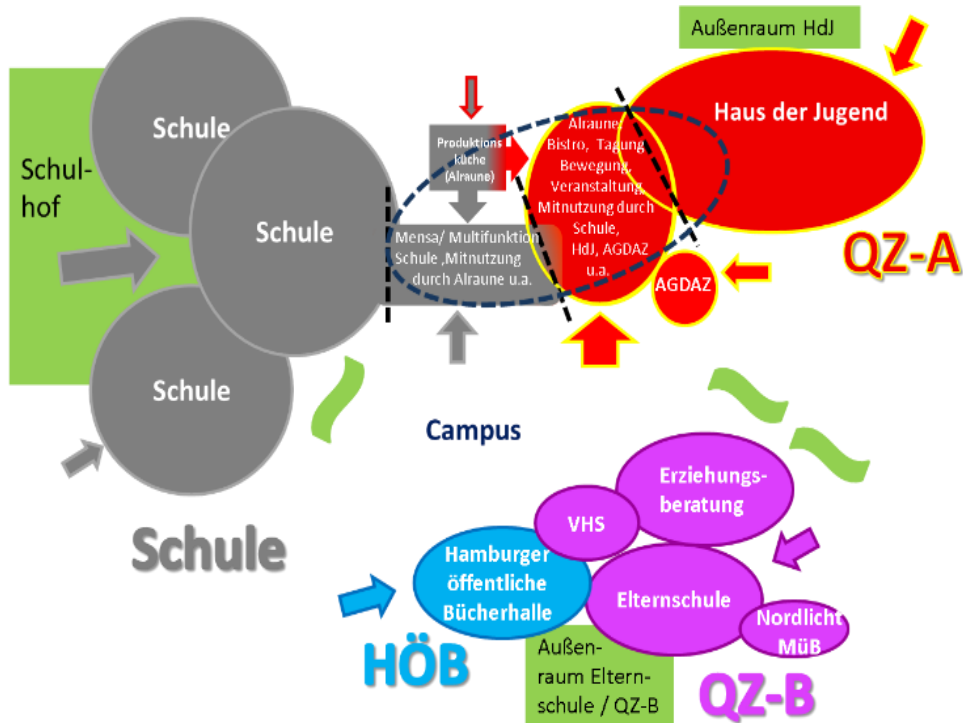 Außenraum HdJ
Haus der Jugend
Schule
Schul-
hof
Schule
Schule
Produktions
küche
(Alraune)
Alraune,
Bistro, Tagung
Bewegung,
Veranstaltung,
Mitnutzung durch
Schule,
HdJ, AGDAZ
u.a.
Mensa/ Multifunktion
Schule ,Mitnutzung
durch Alraune u.a.
QZ-A
AGDAZ
Schule
Campus
Schule
Erziehungs-
beratung
VHS
Hamburger
öffentliche
Bücherhalle
Elternschule
Nordlicht
MüB
HÖB
Außen-
raum Eltern-
schule / QZ-B
QZ-B